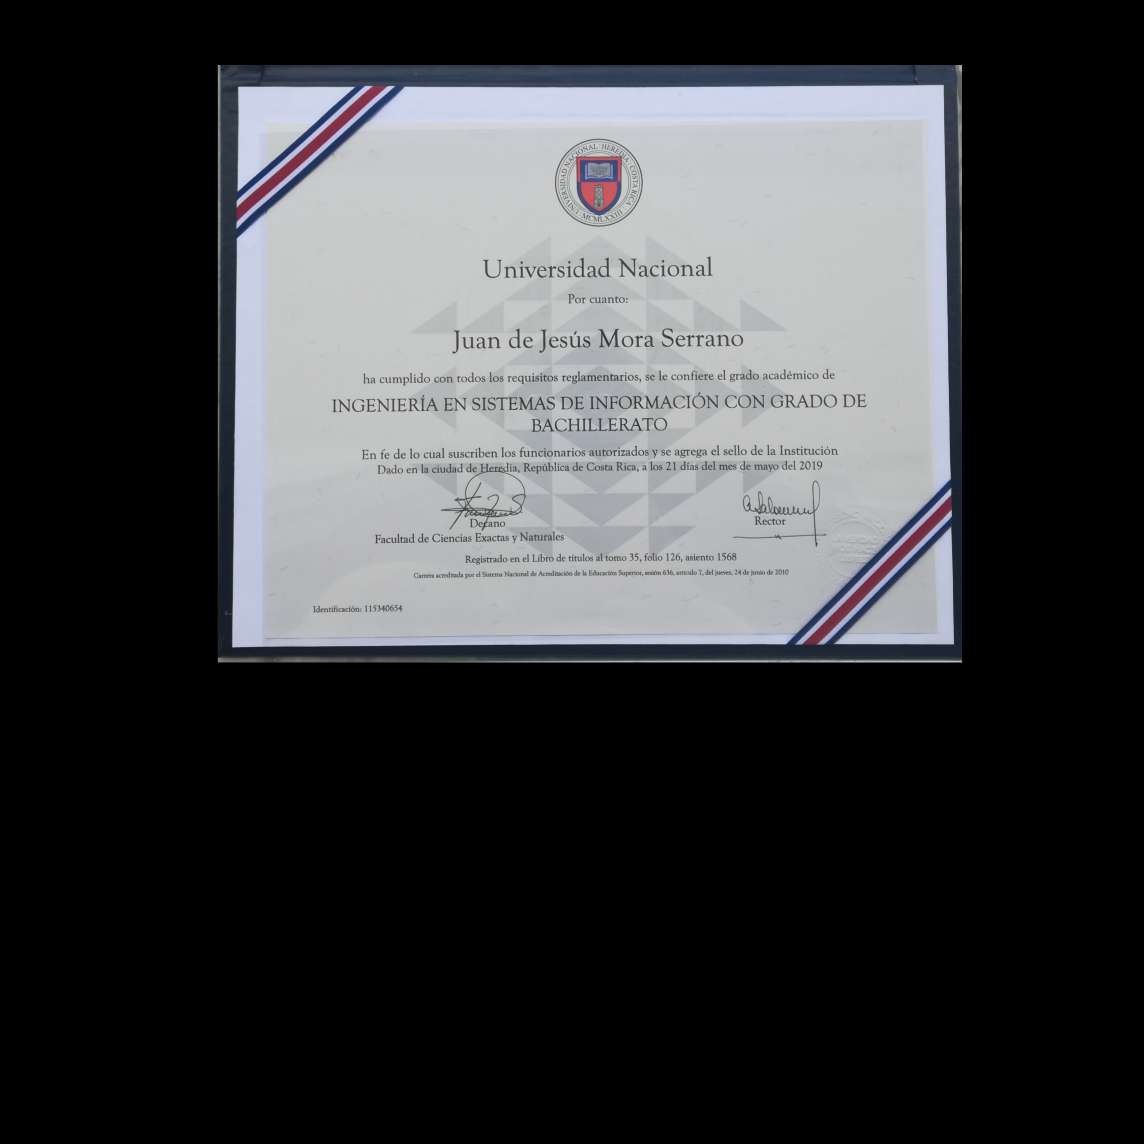 UNIVERSIDAD NACIONAL HEREDIA, COSTA RICA
MCMLXXIII
Universidad Nacional
Por cuanto:
Juan de Jesús Mora Serrano
ha cumplido con todos los requisitos reglamentarios, se le confiere el grado académico de
INGENIERÍA EN SISTEMAS DE INFORMACIÓN CON GRADO DE
BACHILLERATO
En fe de lo cual suscriben los funcionarios autorizados y se agrega el sello de la Institución
Dado en la ciudad de Heredia, República de Costa Rica, a los 21 días del mes de mayo del 2019
Decano
Rector
Facultad de Ciencias Exactas y Naturales
Registrado en el Libro de títulos al tomo 35, folio 126, asiento 1568
Carrera acreditada por el Sistema Nacional de Acreditación de la Educación Superior, sesión 636, artículo 7, del jueves, 24 de junio de 2010
Identificación: 115340654